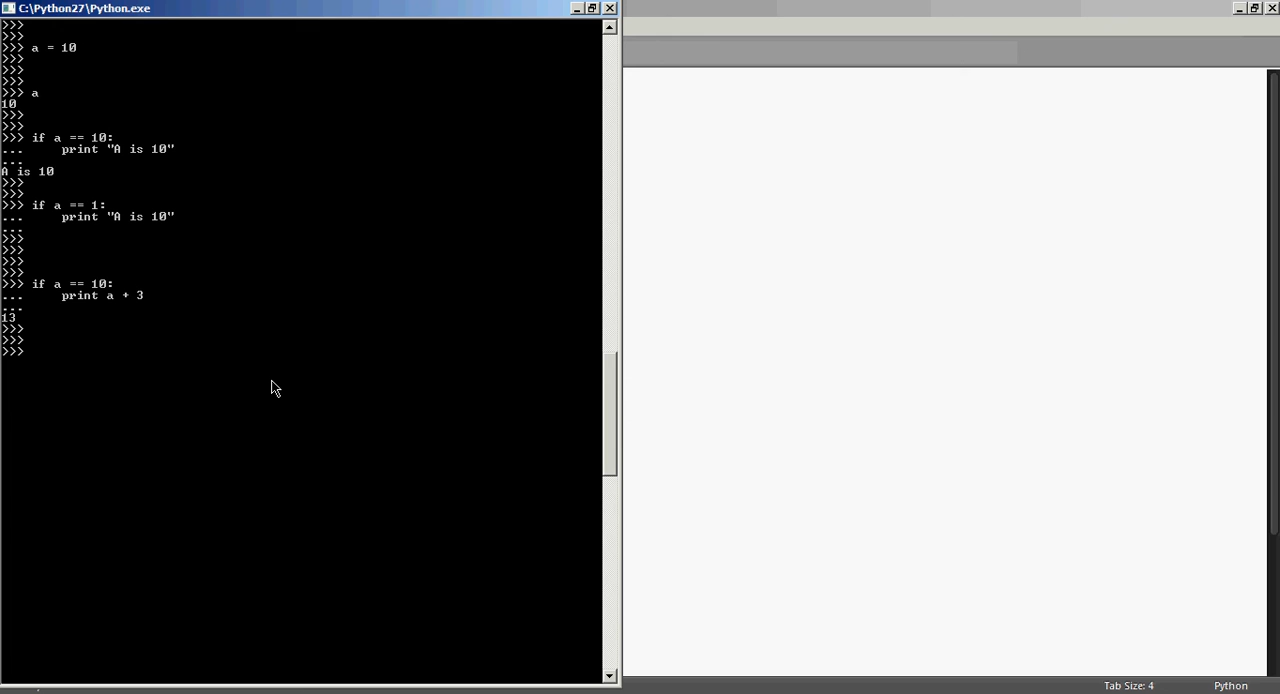 C:\Python27\Python.exe
>>>
>>>
>>> a = 10
>>>
>>>
>>>
>>> a
10
>>>
>>>
>>> if a == 10:
...     print "A is 10"
...
A is 10
>>>
>>>
>>> if a == 1:
...     print "A is 10"
...
>>>
>>>
>>>
>>>
>>> if a == 10:
...     print a + 3
...
13
>>>
>>>
>>>
Tab Size: 4
Python